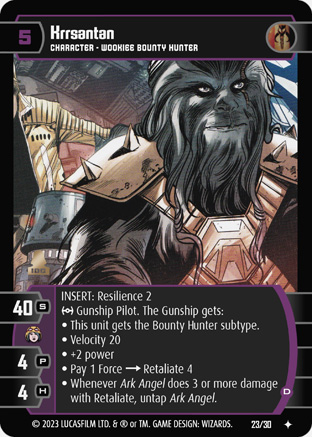 5 Krrsantan
CHARACTER - WOOKIEE BOUNTY HUNTER
40 S
4 P
4 H
INSERT: Resilience 2
Gunship Pilot. The Gunship gets:
• This unit gets the Bounty Hunter subtype.
• Velocity 20
• +2 power
• Pay 1 Force → Retaliate 4
• Whenever Ark Angel does 3 or more damage
with Retaliate, untap Ark Angel.
D
© 2023 LUCASFILM LTD. & ® or TM. GAME DESIGN: WIZARDS. 23/30